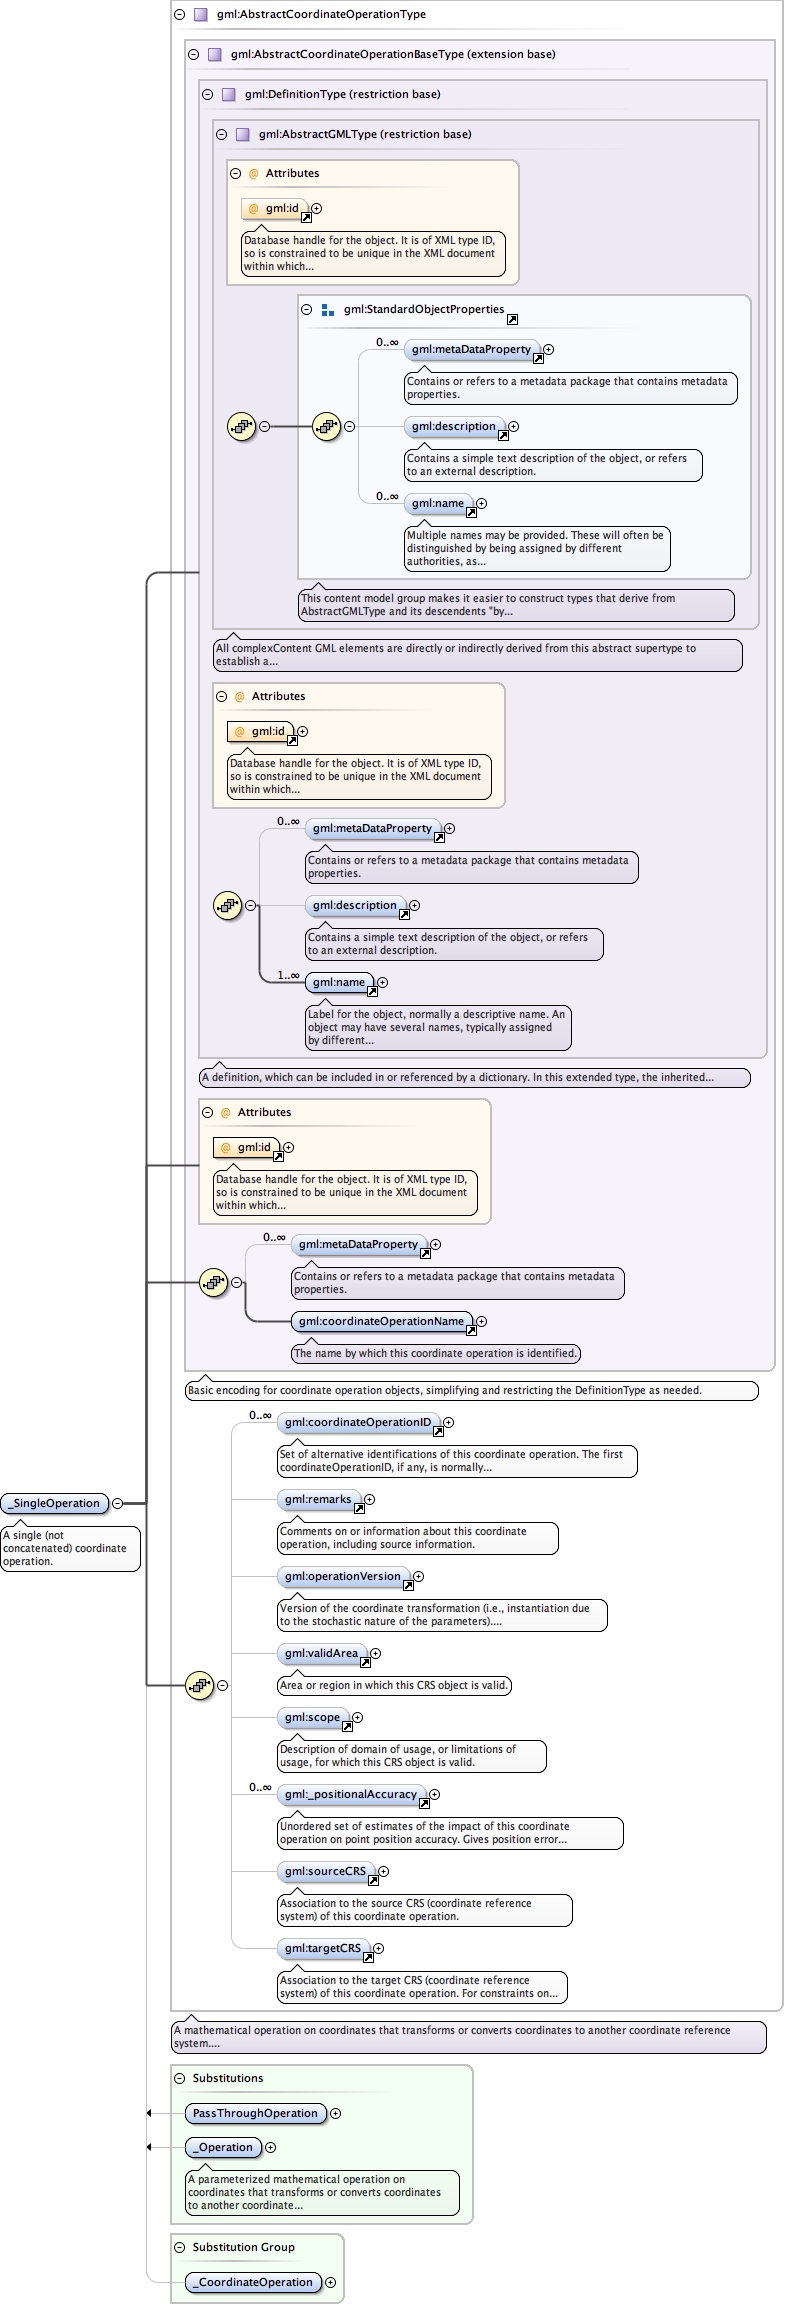 gml:AbstractCoordinateOperationType
gml:AbstractCoordinateOperationBaseType (extension base)
gml:DefinitionType (restriction base)
gml:AbstractGMLType (restriction base)
@ Attributes
@ gml:id
Database handle for the object. It is of XML type ID,
so is constrained to be unique in the XML document
within which...
gml:StandardObjectProperties
0..∞
gml:metaDataProperty
Contains or refers to a metadata package that contains metadata
properties.
gml:description
Contains a simple text description of the object, or refers
to an external description.
0..∞
gml:name
Multiple names may be provided. These will often be
distinguished by being assigned by different
authorities, as...
This content model group makes it easier to construct types that derive from
AbstractGMLType and its descendents "by...
All complexContent GML elements are directly or indirectly derived from this abstract supertype to
establish a...
@ Attributes
@ gml:id
Database handle for the object. It is of XML type ID,
so is constrained to be unique in the XML document
within which...
0..∞
gml:metaDataProperty
Contains or refers to a metadata package that contains metadata
properties.
gml:description
Contains a simple text description of the object, or refers
to an external description.
1..∞
gml:name
Label for the object, normally a descriptive name. An
object may have several names, typically assigned
by different...
A definition, which can be included in or referenced by a dictionary. In this extended type, the inherited...
@ Attributes
@ gml:id
Database handle for the object. It is of XML type ID,
so is constrained to be unique in the XML document
within which...
0..∞
gml:metaDataProperty
Contains or refers to a metadata package that contains metadata
properties.
gml:coordinateOperationName
The name by which this coordinate operation is identified.
Basic encoding for coordinate operation objects, simplifying and restricting the DefinitionType as needed.
0..∞
gml:coordinateOperationID
Set of alternative identifications of this coordinate operation. The first
coordinateOperationID, if any, is normally...
gml:remarks
Comments on or information about this coordinate
operation, including source information.
_SingleOperation
A single (not
concatenated) coordinate
operation.
gml:operationVersion
Version of the coordinate transformation (i.e., instantiation due
to the stochastic nature of the parameters)....
gml:validArea
Area or region in which this CRS object is valid.
gml:scope
Description of domain of usage, or limitations of
usage, for which this CRS object is valid.
0..∞
gml:_positionalAccuracy
Unordered set of estimates of the impact of this coordinate
operation on point position accuracy. Gives position error...
gml:sourceCRS
Association to the source CRS (coordinate reference
system) of this coordinate operation.
gml:targetCRS
Association to the target CRS (coordinate reference
system) of this coordinate operation. For constraints on...
A mathematical operation on coordinates that transforms or converts coordinates to another coordinate reference
system....
Substitutions
PassThroughOperation
_Operation
A parameterized mathematical operation on
coordinates that transforms or converts coordinates
to another coordinate...
Substitution Group
_CoordinateOperation